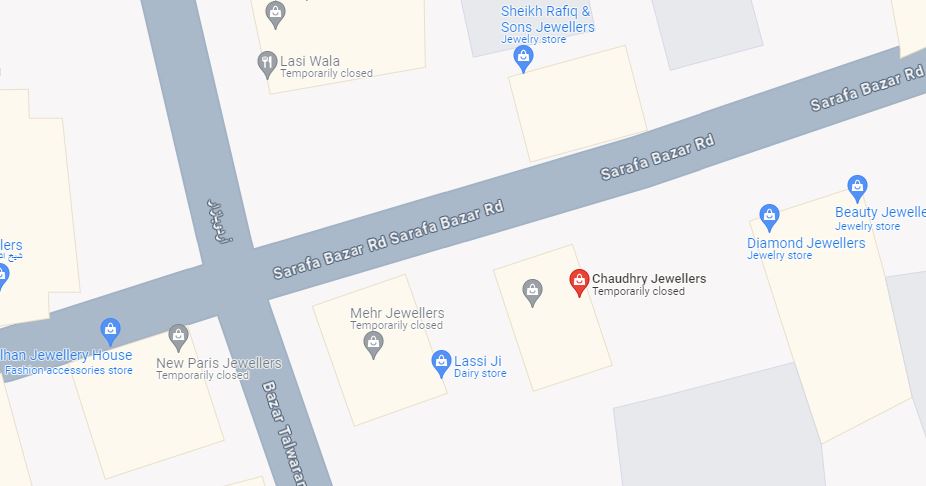 Sheikh Rafiq &
Sons Jewellers
Jewelry store
Lasi Wala
Temporarily closed
Sarafa Bazar Rd
Sarafa Bazar Rd
Sarafa Bazar Rd Sarafa Bazar Rd
Beauty Jewelle
Jewelry store
Diamond Jewellers
Jewelry store
llers
Chaudhry Jewellers
Temporarily closed
Mehr Jewellers
Temporarily closed
lhan Jewellery House
Fashion accessories store
New Paris Jewellers
Temporarily closed
Lassi Ji
Dairy store
Bazar Talwaran